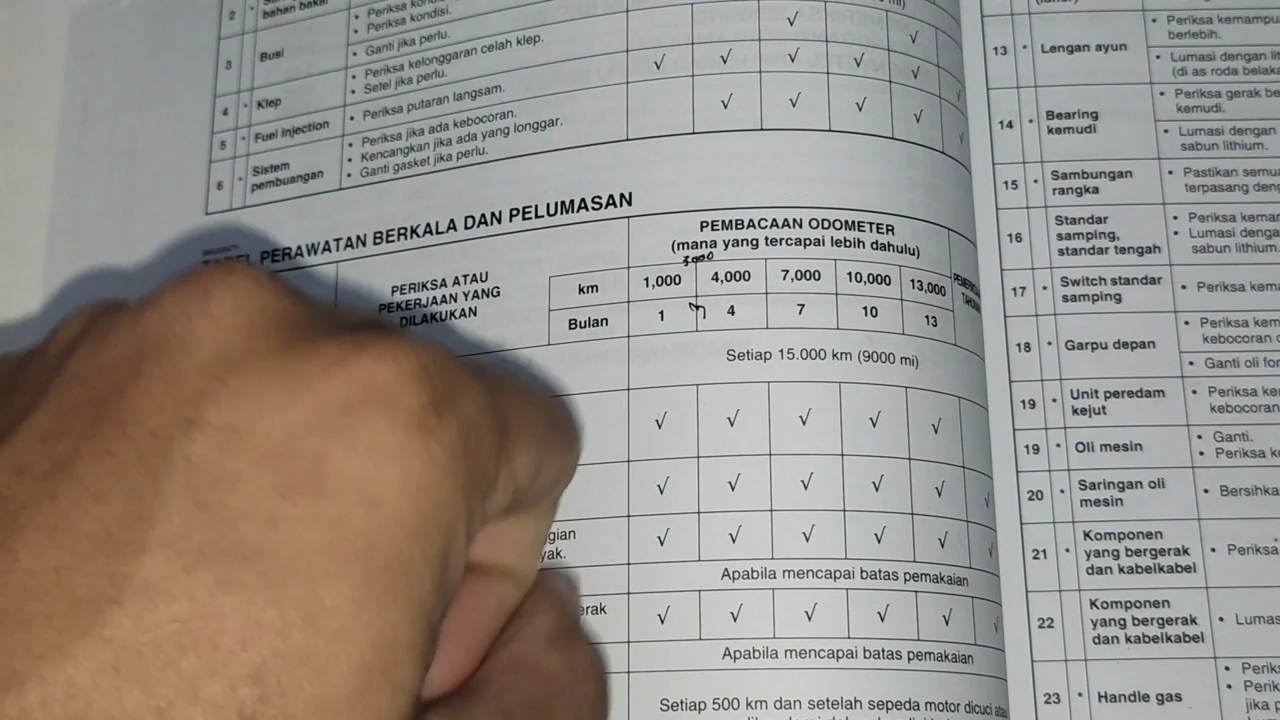 2
bahan bakar
• Periksa kondisi.
3
Busi
• Ganti jika perlu.
√ √
4 * Klep
• Periksa kelonggaran celah klep.
• Setel jika perlu.
√ √ √ √ √ √
5 * Fuel injection
• Periksa putaran langsam.
√ √ √ √ √
6 * Sistem
pembuangan
• Periksa jika ada kebocoran.
• Kencangkan jika ada yang longgar.
• Ganti gasket jika perlu.
PERAWATAN BERKALA DAN PELUMASAN
PERIKSA ATAU
PEKERJAAN YANG
DILAKUKAN
PEMBACAAN ODOMETER
(mana yang tercapai lebih dahulu)
3000
km 1,000 4,000 7,000 10,000 13,000
Bulan 1 4 7 10 13
Setiap 15.000 km (9000 mi)
√ √ √ √ √
√ √ √ √ √ √
gian
yak.
√ √ √ √ √ √
Apabila mencapai batas pemakaian
erak
√ √ √ √ √ √
Apabila mencapai batas pemakaian
Setiap 500 km dan setelah sepeda motor dicuci
13 * Lengan ayun
• Periksa kemampu
berlebih.
• Lumasi dengan
(di as roda belaka
14 * Bearing
kemudi
• Periksa gerak be
kemudi.
• Lumasi dengan
sabun lithium.
15 * Sambungan
rangka
• Pastikan semu
terpasang deng
16 Standar
samping,
standar tengah
• Periksa kemar
• Lumasi denga
sabun lithium.
17 * Switch standar
samping
• Periksa kema
18 * Garpu depan
• Periksa kem
kebocoran
• Ganti oli for
19 * Unit peredam
kejut
• Periksa ke
kebocoran
19 * Oli mesin
• Ganti.
• Periksa k
20 * Saringan oli
mesin
• Bersihka
21 * Komponen
yang bergerak
dan kabelkabel
• Periksa
22 Komponen
yang bergerak
dan kabelkabel
• Lumas
23 * Handle gas
• Perik
• Perik
jika p